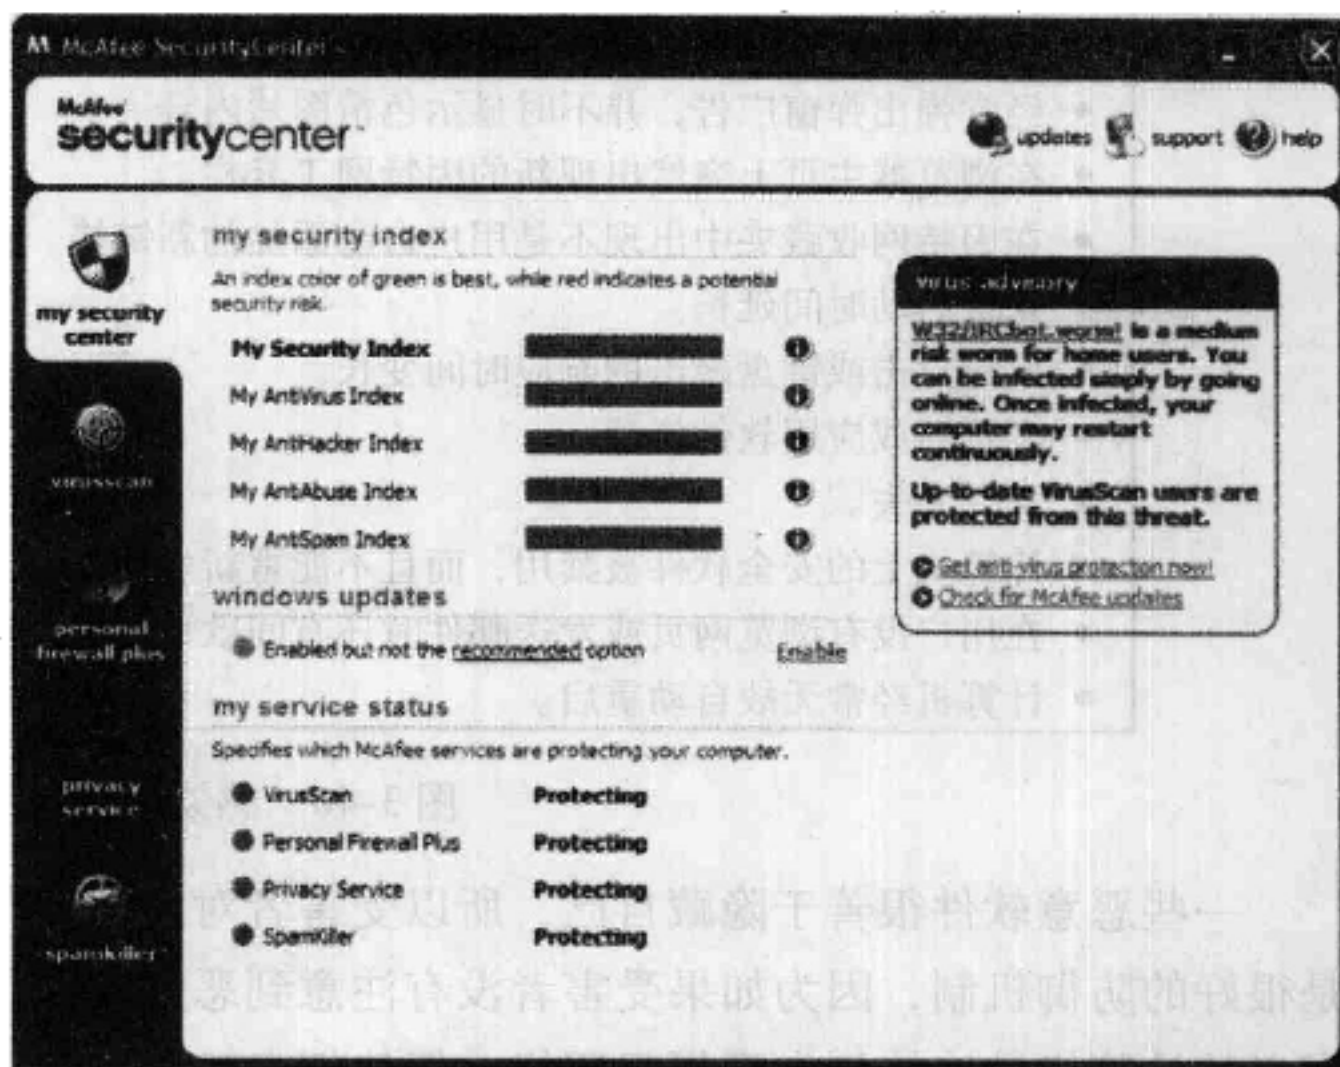 McAfee SecurityCenter
McAfee
securitycenter™
updates support help
my security center
my security index
An index color of green is best, while red indicates a potential
security risk.
My Security Index
My AntiVirus Index
My AntiHacker Index
My AntiAbuse Index
My AntiSpam Index
windows updates
Enabled but not the recommended option Enable
my service status
Specifies which McAfee services are protecting your computer.
VirusScan Protecting
Personal Firewall Plus Protecting
Privacy Service Protecting
SpamKiller Protecting
virusscan
personal
firewall plus
privacy
service
spamkiller
virus advisory
W32/IRCbot.worm! is a medium
risk worm for home users. You
can be infected simply by going
online. Once infected, your
computer may restart
continuously.
Up-to-date VirusScan users are
protected from this threat.
Get anti-virus protection now!
Check for McAfee updates